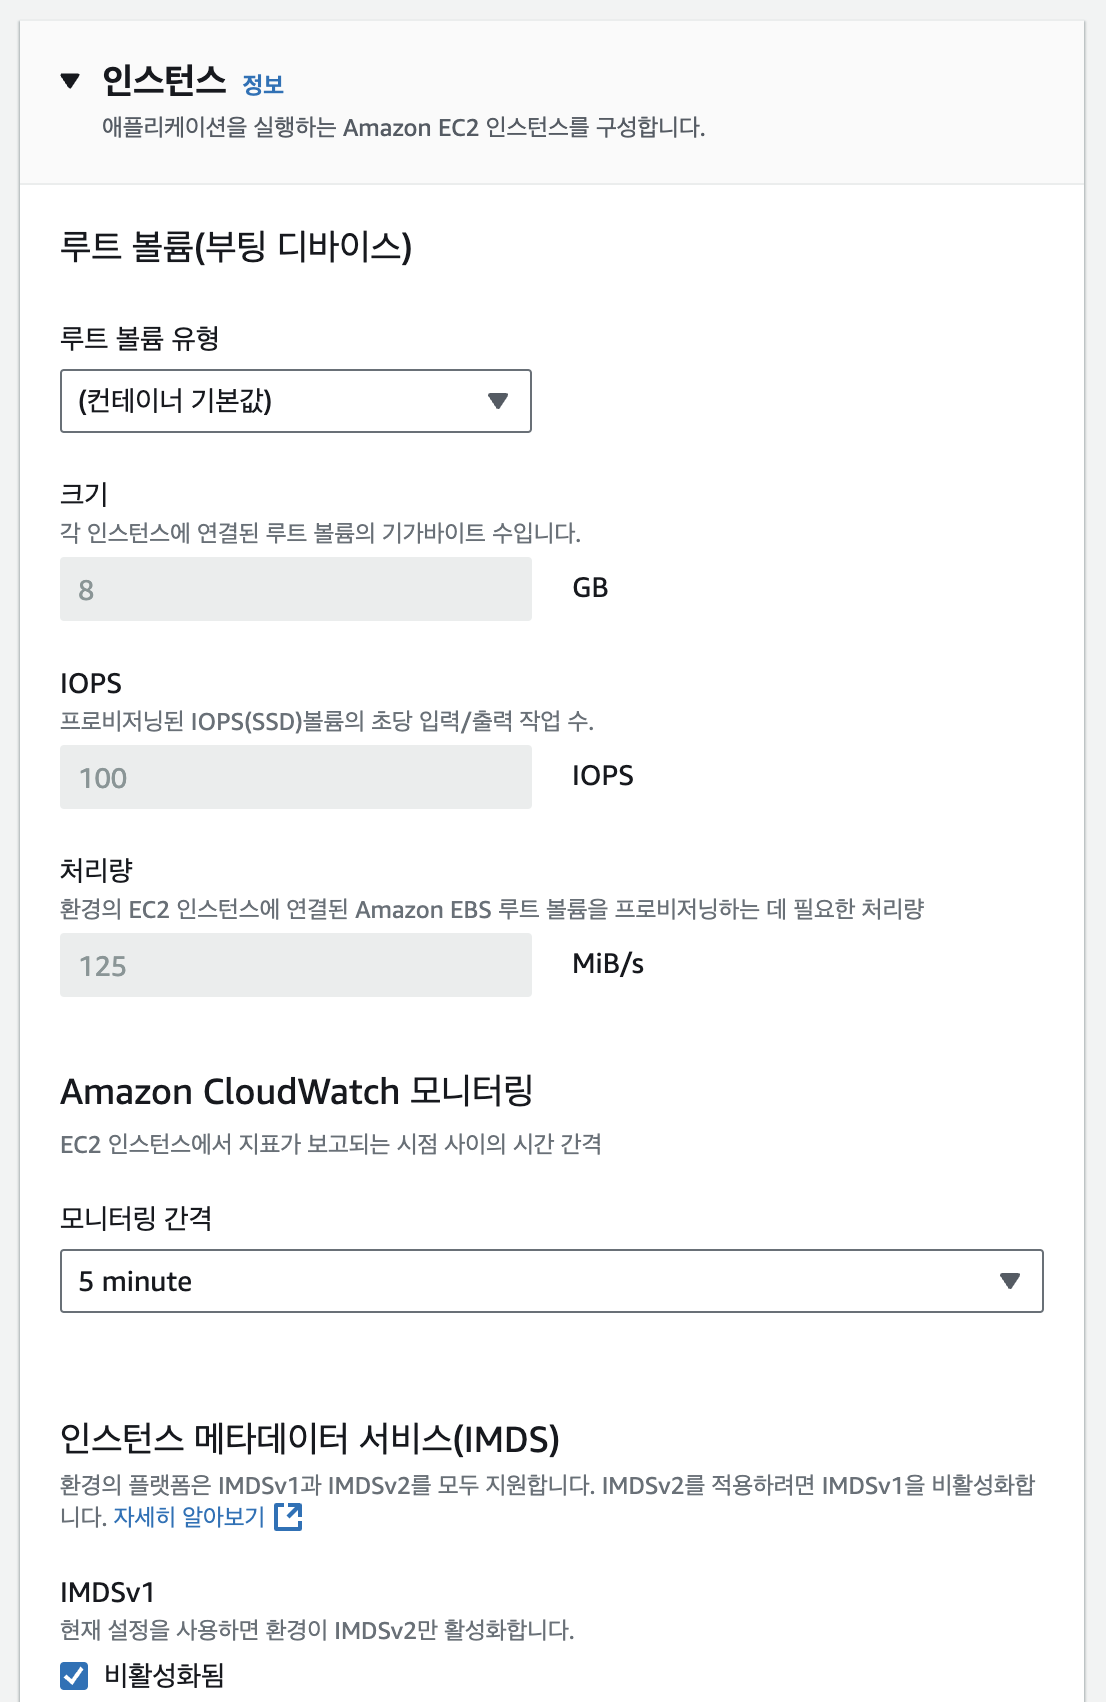 인스턴스 정보
애플리케이션을 실행하는 Amazon EC2 인스턴스를 구성합니다.
루트 볼륨(부팅 디바이스)
루트 볼륨 유형
(컨테이너 기본값)
크기
각 인스턴스에 연결된 루트 볼륨의 기가바이트 수입니다.
8 GB
IOPS
프로비저닝된 IOPS(SSD)볼륨의 초당 입력/출력 작업 수.
100 IOPS
처리량
환경의 EC2 인스턴스에 연결된 Amazon EBS 루트 볼륨을 프로비저닝하는 데 필요한 처리량
125 MiB/s
Amazon CloudWatch 모니터링
EC2 인스턴스에서 지표가 보고되는 시점 사이의 시간 간격
모니터링 간격
5 minute
인스턴스 메타데이터 서비스(IMDS)
환경의 플랫폼은 IMDSv1과 IMDSv2를 모두 지원합니다. IMDSv2를 적용하려면 IMDSv1을 비활성화합
니다. 자세히 알아보기
IMDSv1
현재 설정을 사용하면 환경이 IMDSv2만 활성화합니다.
비활성화됨